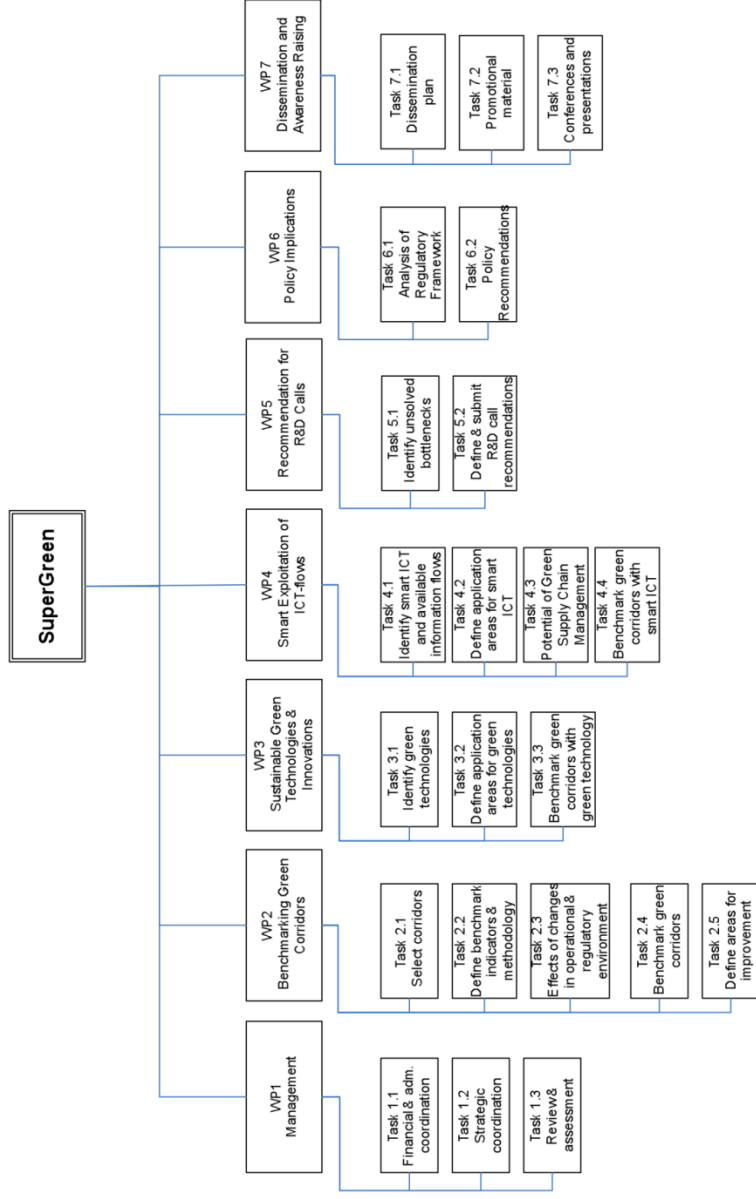 SuperGreen
WP1
Management
Task 1.1
Financial & adm.
coordination
Task 1.2
Strategic
coordination
Task 1.3
Review &
assessment
WP2
Benchmarking Green
Corridors
Task 2.1
Select corridors
Task 2.2
Define benchmark
indicators &
methodology
Task 2.3
Effects of changes
in operational &
regulatory
environment
Task 2.4
Benchmark green
corridors
Task 2.5
Define areas for
improvement
WP3
Sustainable Green
Technologies &
Innovations
Task 3.1
Identify green
technologies
Task 3.2
Define application
areas for green
technologies
Task 3.3
Benchmark green
corridors with
green technology
WP4
Smart Exploitation of
ICT-flows
Task 4.1
Identify smart ICT
and available
information flows
Task 4.2
Define application
areas for smart
ICT
Task 4.3
Potential of Green
Supply Chain
Management
Task 4.4
Benchmark green
corridors with
smart ICT
WP5
Recommendation for
R&D Calls
Task 5.1
Identify unsolved
bottlenecks
Task 5.2
Define & submit
R&D call
recommendations
WP6
Policy Implications
Task 6.1
Analysis of
Regulatory
Framework
Task 6.2
Policy
Recommendations
WP7
Dissemination and
Awareness Raising
Task 7.1
Dissemination
plan
Task 7.2
Promotional
material
Task 7.3
Conferences and
presentations